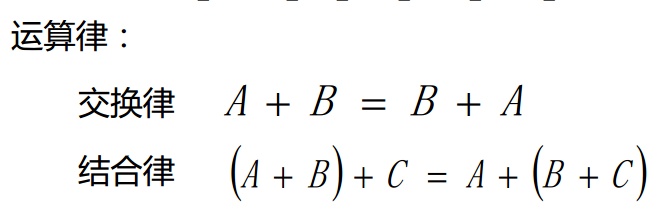 运算律：
交换律 A + B = B + A
结合律 (A + B) + C = A + (B + C)